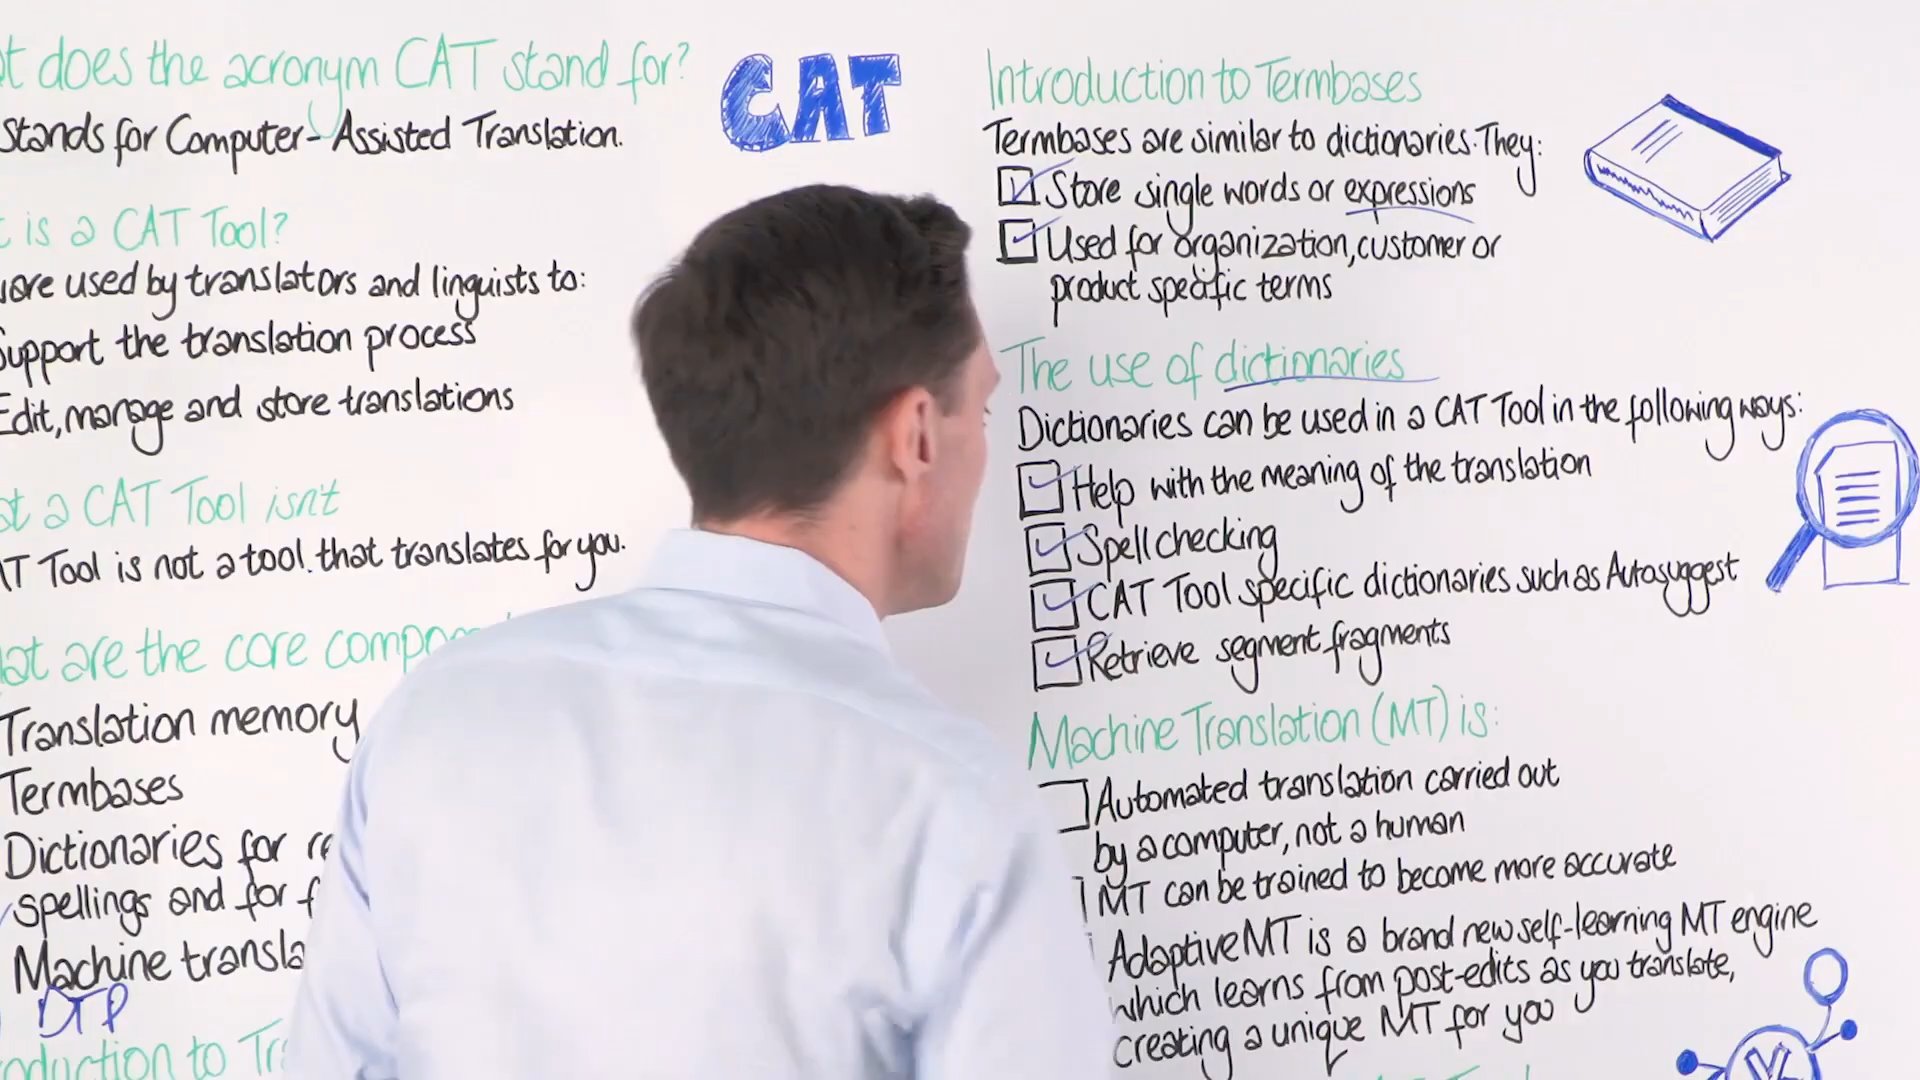 does the acronym CAT stand for?
stands for Computer-Assisted Translation.
is a CAT Tool?
are used by translators and linguists to:
Support the translation process
Edit, manage and store translations
a CAT Tool isn't
Tool is not a tool that translates for you.
are the core
Translation memory
Termbases
Dictionaries for
spellings and for
Machine
DTP
to
CAT
Introduction to Termbases
Termbases are similar to dictionaries. They:
Store single words or expressions
Used for organization, customer or
product specific terms
The use of dictionaries
Dictionaries can be used in a CAT Tool in the following ways:
Help with the meaning of the translation
Spell checking
CAT Tool specific dictionaries such as Autosuggest
Retrieve segment fragments
Machine Translation (MT) is:
Automated translation carried out
by a computer, not a human
MT can be trained to become more accurate
AdaptiveMT is a brand new self-learning MT engine
which learns from post-edits as you translate,
creating a unique MT for you